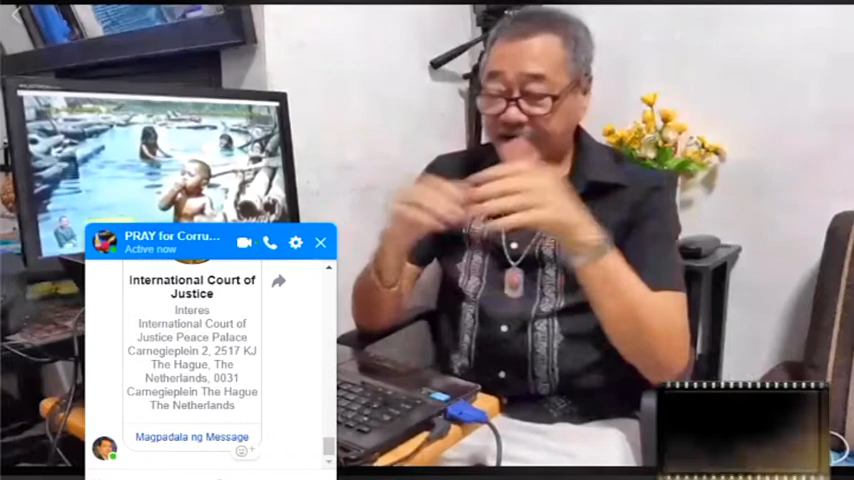 PRAY for Corru...
Active now
International Court of
Justice
Interes
International Court of
Justice Peace Palace
Carnegieplein 2, 2517 KJ
The Hague, The
Netherlands, 0031
Carnegieplein The Hague
The Netherlands
Magpadala ng Message